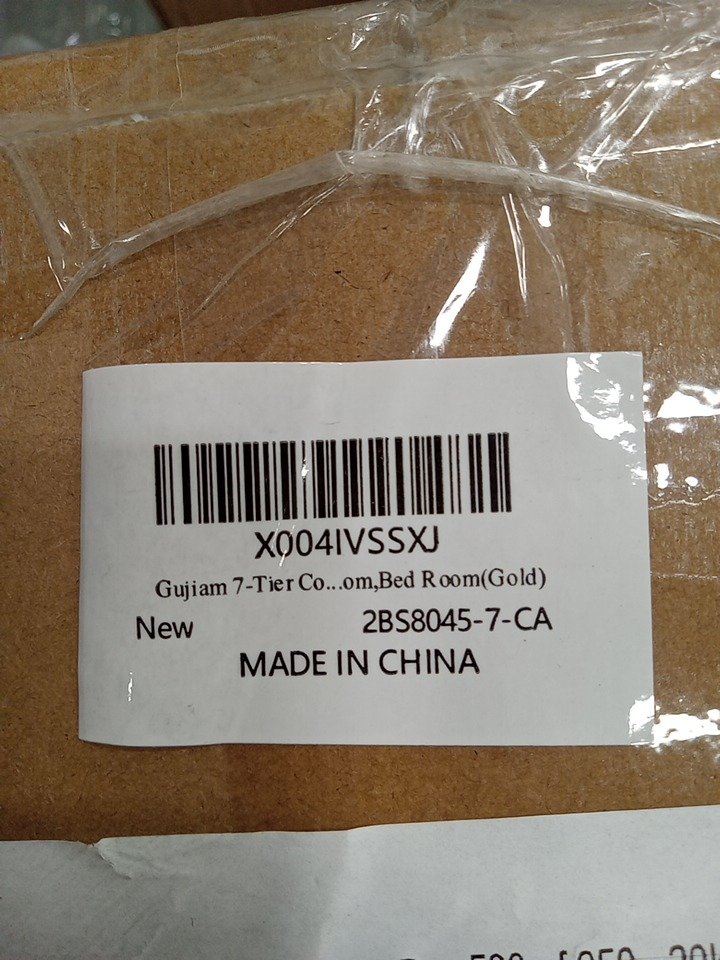 X004IVSSXJ
Gujiam 7-Tier Co...om,Bed Room(Gold)
New 2BS8045-7-CA
MADE IN CHINA